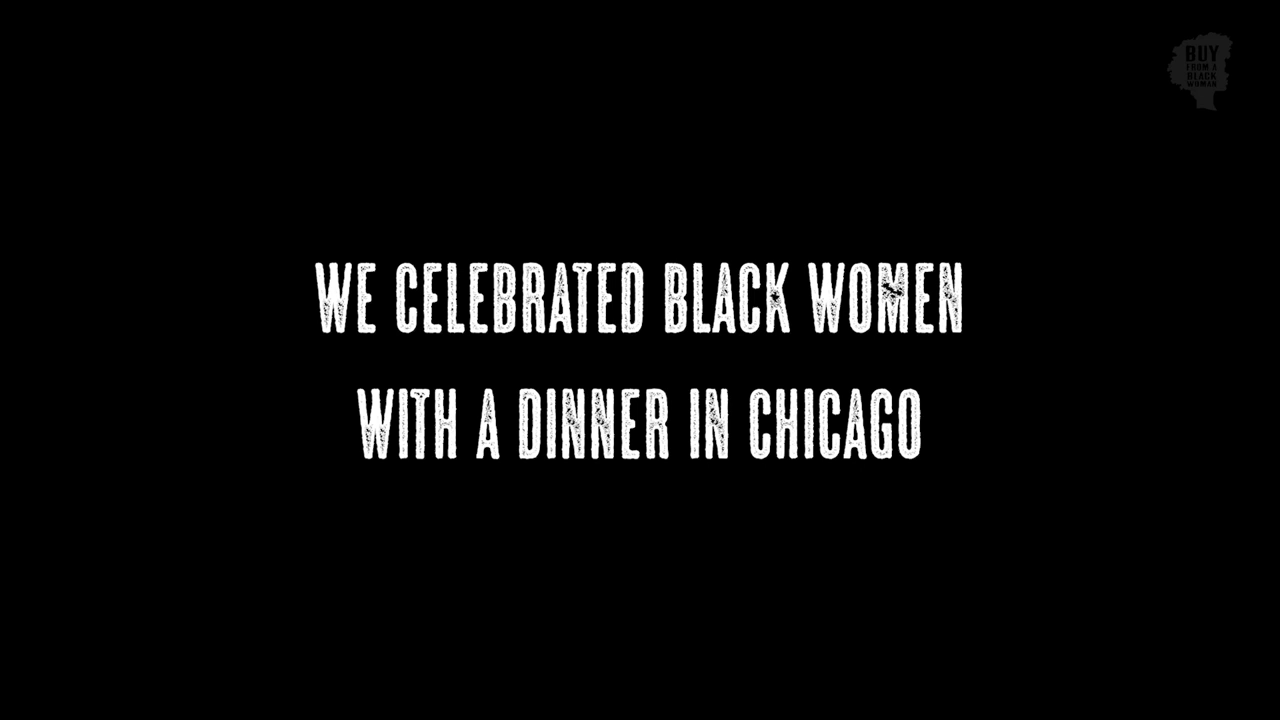 BUY
FROM A
BLACK
WOMAN
WE CELEBRATED BLACK WOMEN
WITH A DINNER IN CHICAGO